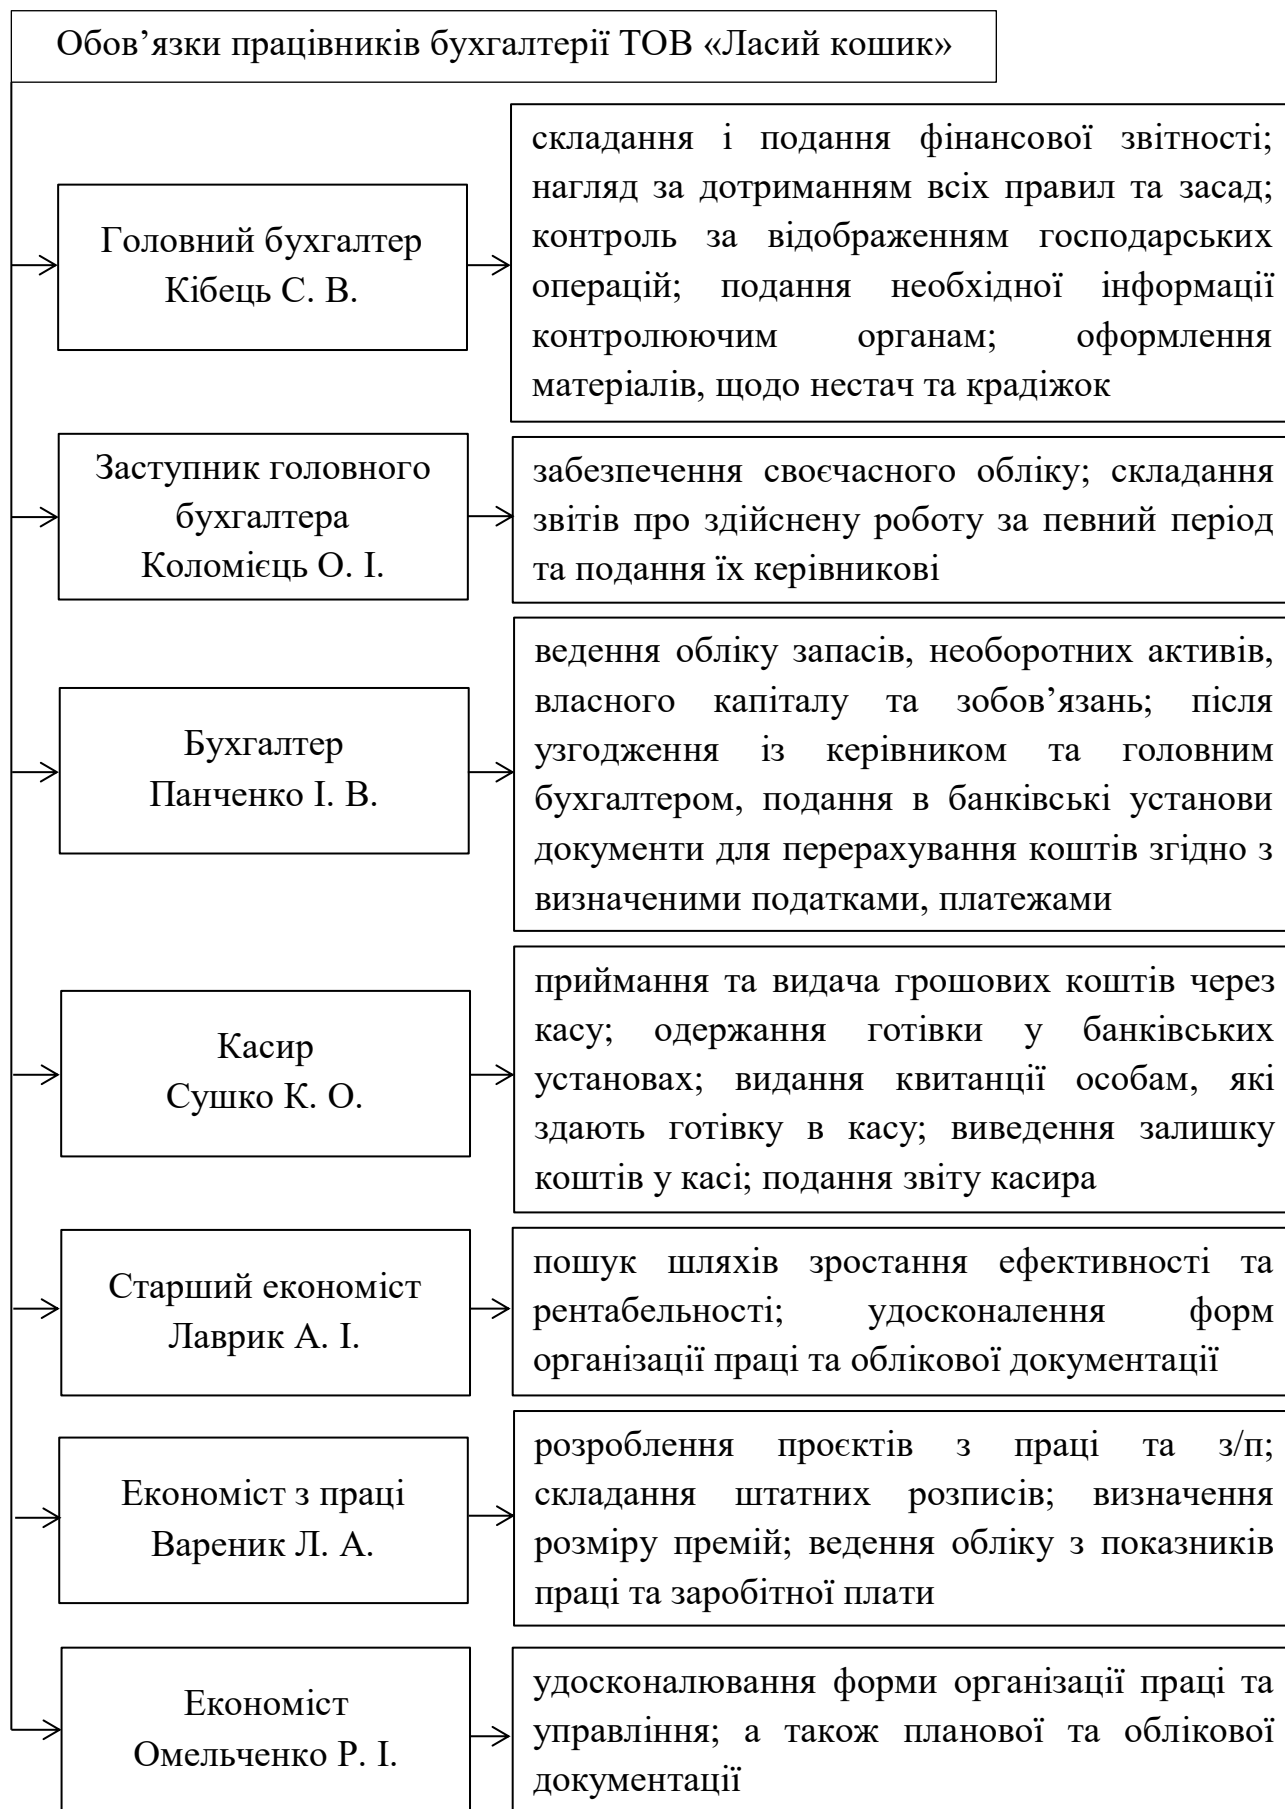 Обов’язки працівників бухгалтерії ТОВ «Ласий кошик»
Головний бухгалтер
Кібець С. В.
складання і подання фінансової звітності;
нагляд за дотриманням всіх правил та засад;
контроль за відображенням господарських
операцій; подання необхідної інформації
контролюючим органам; оформлення
матеріалів, щодо нестач та крадіжок
Заступник головного
бухгалтера
Коломієць О. І.
забезпечення своєчасного обліку; складання
звітів про здійснену роботу за певний період
та подання їх керівникові
Бухгалтер
Панченко І. В.
ведення обліку запасів, необоротних активів,
власного капіталу та зобов’язань; після
узгодження із керівником та головним
бухгалтером, подання в банківські установи
документи для перерахування коштів згідно з
визначеними податками, платежами
Касир
Сушко К. О.
приймання та видача грошових коштів через
касу; одержання готівки у банківських
установах; видання квитанції особам, які
здають готівку в касу; виведення залишку
коштів у касі; подання звіту касира
Старший економіст
Лаврик А. І.
пошук шляхів зростання ефективності та
рентабельності; удосконалення форм
організації праці та облікової документації
Економіст з праці
Вареник Л. А.
розроблення проєктів з праці та з/п;
складання штатних розписів; визначення
розміру премій; ведення обліку з показників
праці та заробітної плати
Економіст
Омельченко Р. І.
удосконалювання форми організації праці та
управління; а також планової та облікової
документації